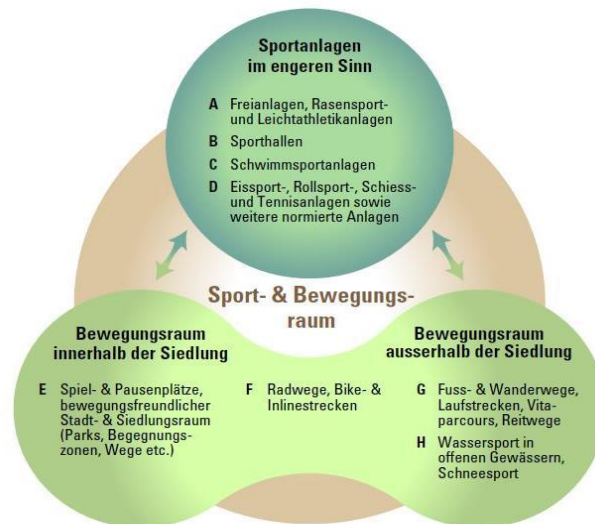 Sportanlagen
im engeren Sinn
A Freianlagen, Rasensport-
und Leichtathletikanlagen
B Sporthallen
C Schwimmsportanlagen
D Eissport-, Rollsport-, Schiess-
und Tennisanlagen sowie
weitere normierte Anlagen
Sport- & Bewegungs-
raum
Bewegungsraum
innerhalb der Siedlung
E Spiel- & Pausenplätze,
bewegungsfreundlicher
Stadt- & Siedlungsraum
(Parks, Begegnungs-
zonen, Wege etc.)
F Radwege, Bike- &
Inlinestrecken
Bewegungsraum
ausserhalb der Siedlung
G Fuss- & Wanderwege,
Laufstrecken, Vita-
parcours, Reitwege
H Wassersport in
offenen Gewässern,
Schneesport